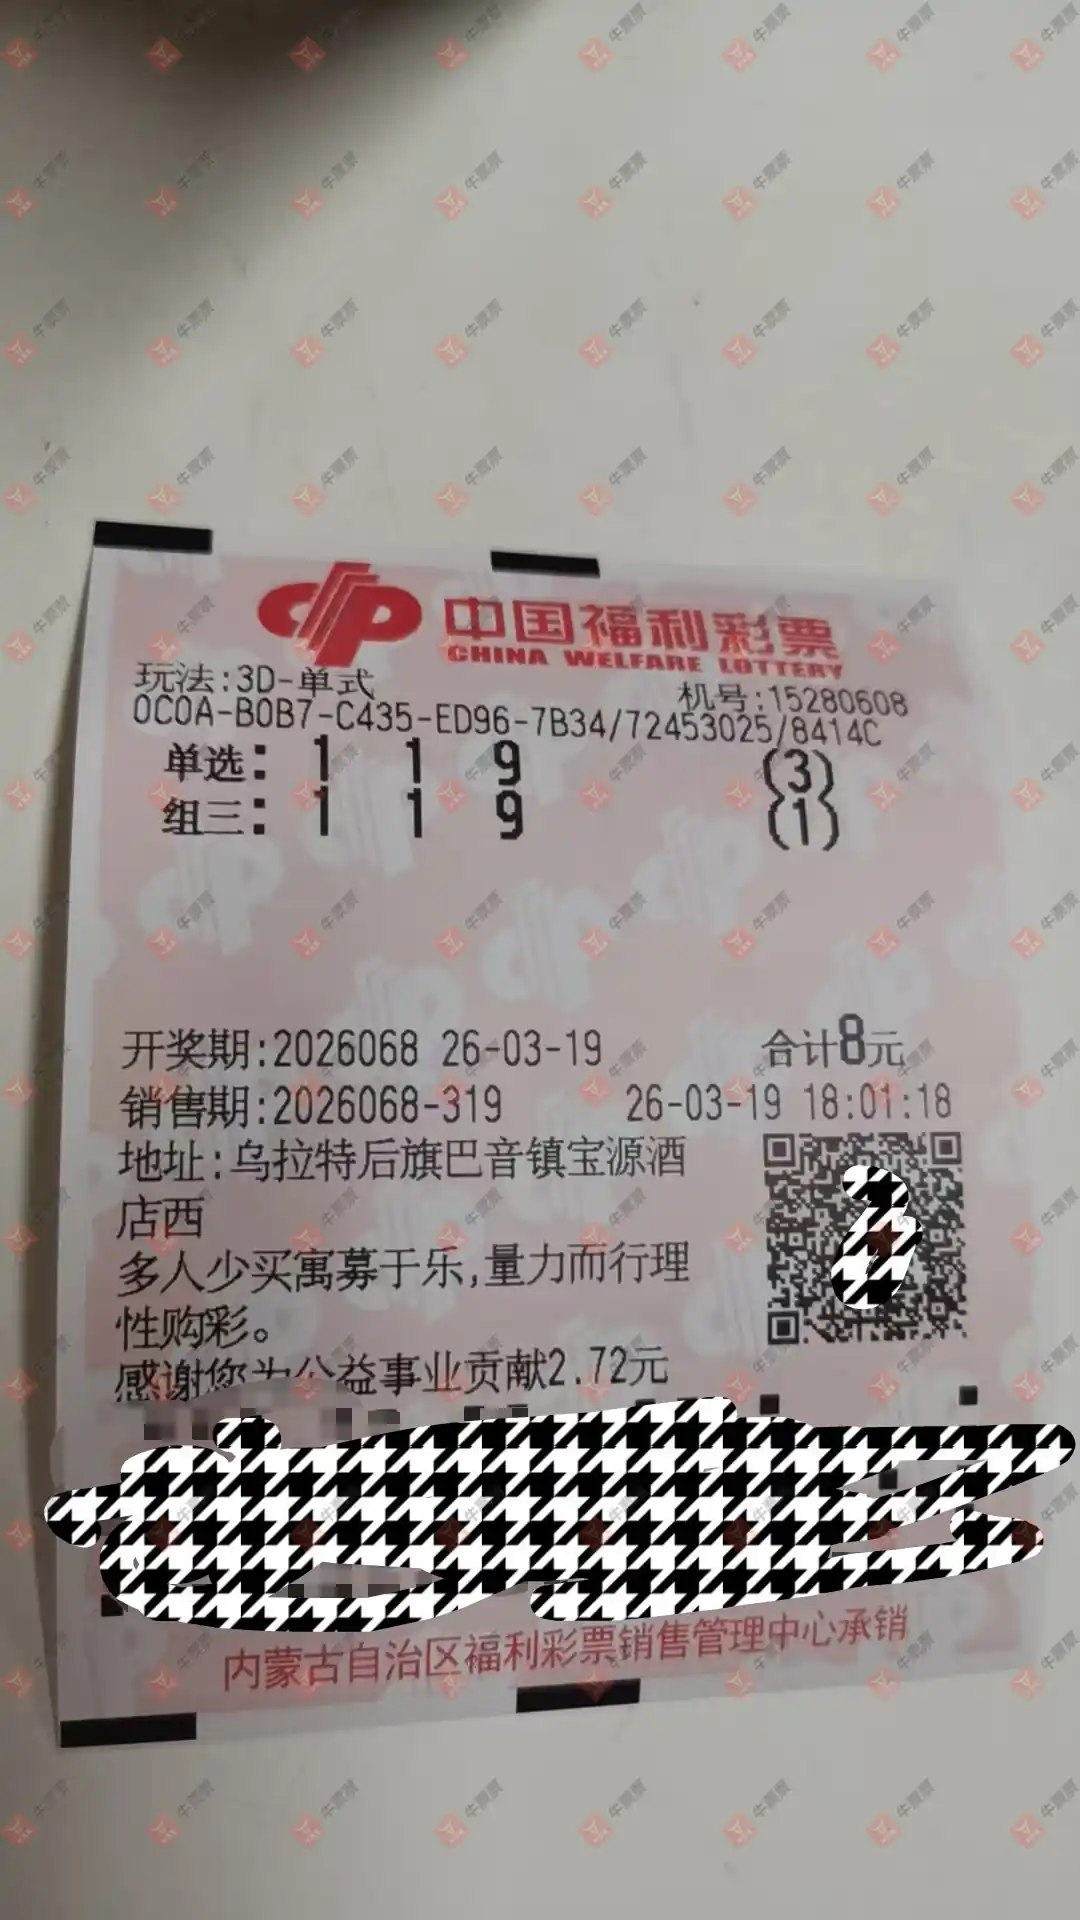 中国福利彩票
CHINA WELFARE LOTTERY
玩法:3D-单式
机号:15280608
0C0A-B0B7-C435-ED96-7B34/72453025/8414C
单选: 1 1 9 (3)
组三: 1 1 9 (1)
开奖期:2026068 26-03-19 合计8元
销售期:2026068-319 26-03-19 18:01:18
地址:乌拉特后旗巴音镇宝源酒
店西
多人少买寓募于乐,量力而行理
性购彩。
感谢您为公益事业贡献2.72元
内蒙古自治区福利彩票销售管理中心承销
牛票票